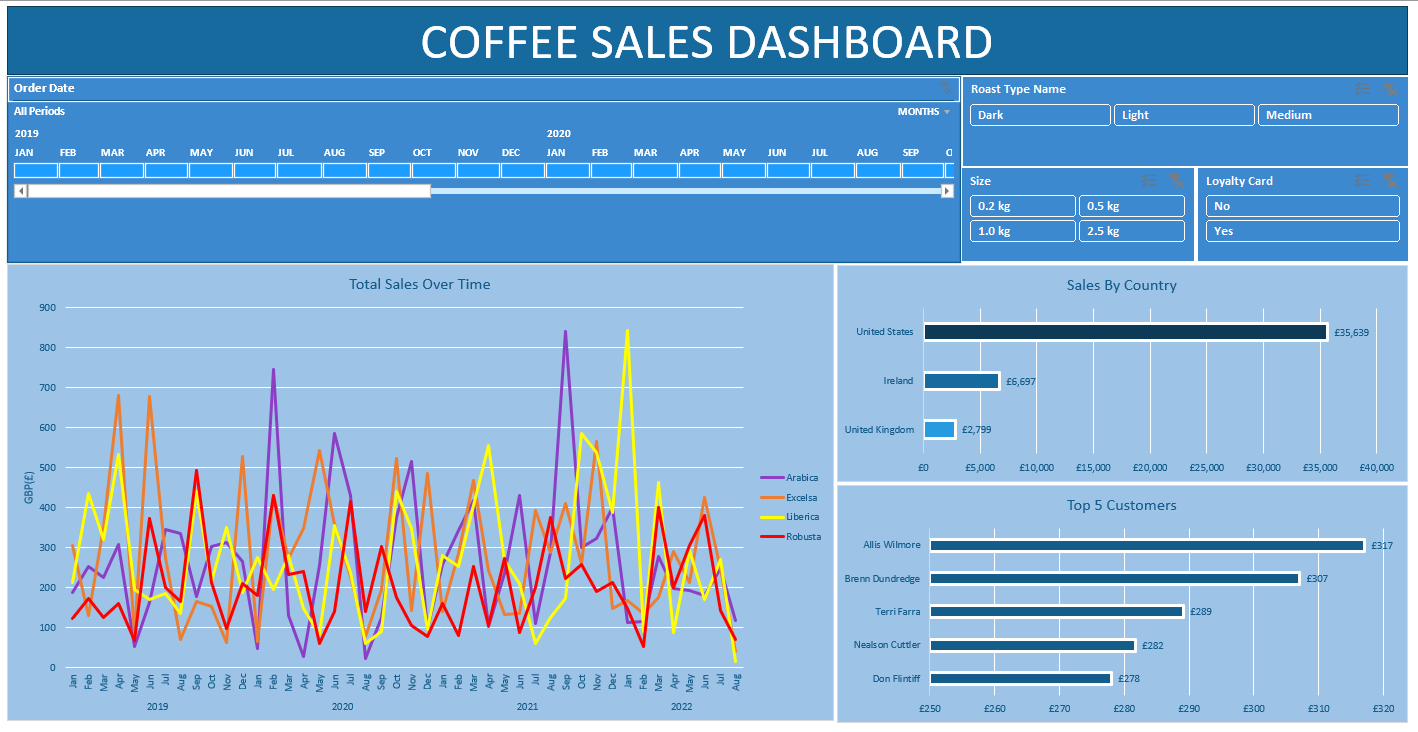 COFFEE SALES DASHBOARD
Order Date
All Periods MONTHS
2019 2020
JAN FEB MAR APR MAY JUN JUL AUG SEP OCT NOV DEC JAN FEB MAR APR MAY JUN JUL AUG SEP O
Roast Type Name
Dark Light Medium
Size
0.2 kg 0.5 kg
1.0 kg 2.5 kg
Loyalty Card
No
Yes
Total Sales Over Time
900
800
700
600
500
400
300
200
100
0
GBP(£)
Jan Feb Mar Apr May Jun Jul Aug Sep Oct Nov Dec Jan Feb Mar Apr May Jun Jul Aug Sep Oct Nov Dec Jan Feb Mar Apr May Jun Jul Aug Sep Oct Nov Dec Jan Feb Mar Apr May Jun Jul Aug
2019 2020 2021 2022
Arabica
Excelsa
Liberica
Robusta
Sales By Country
United States £35,639
Ireland £6,697
United Kingdom £2,799
£0 £5,000 £10,000 £15,000 £20,000 £25,000 £30,000 £35,000 £40,000
Top 5 Customers
Allis Wilmore £317
Brenn Dundredge £307
Terri Farra £289
Nealson Cuttler £282
Don Flintiff £278
£250 £260 £270 £280 £290 £300 £310 £320